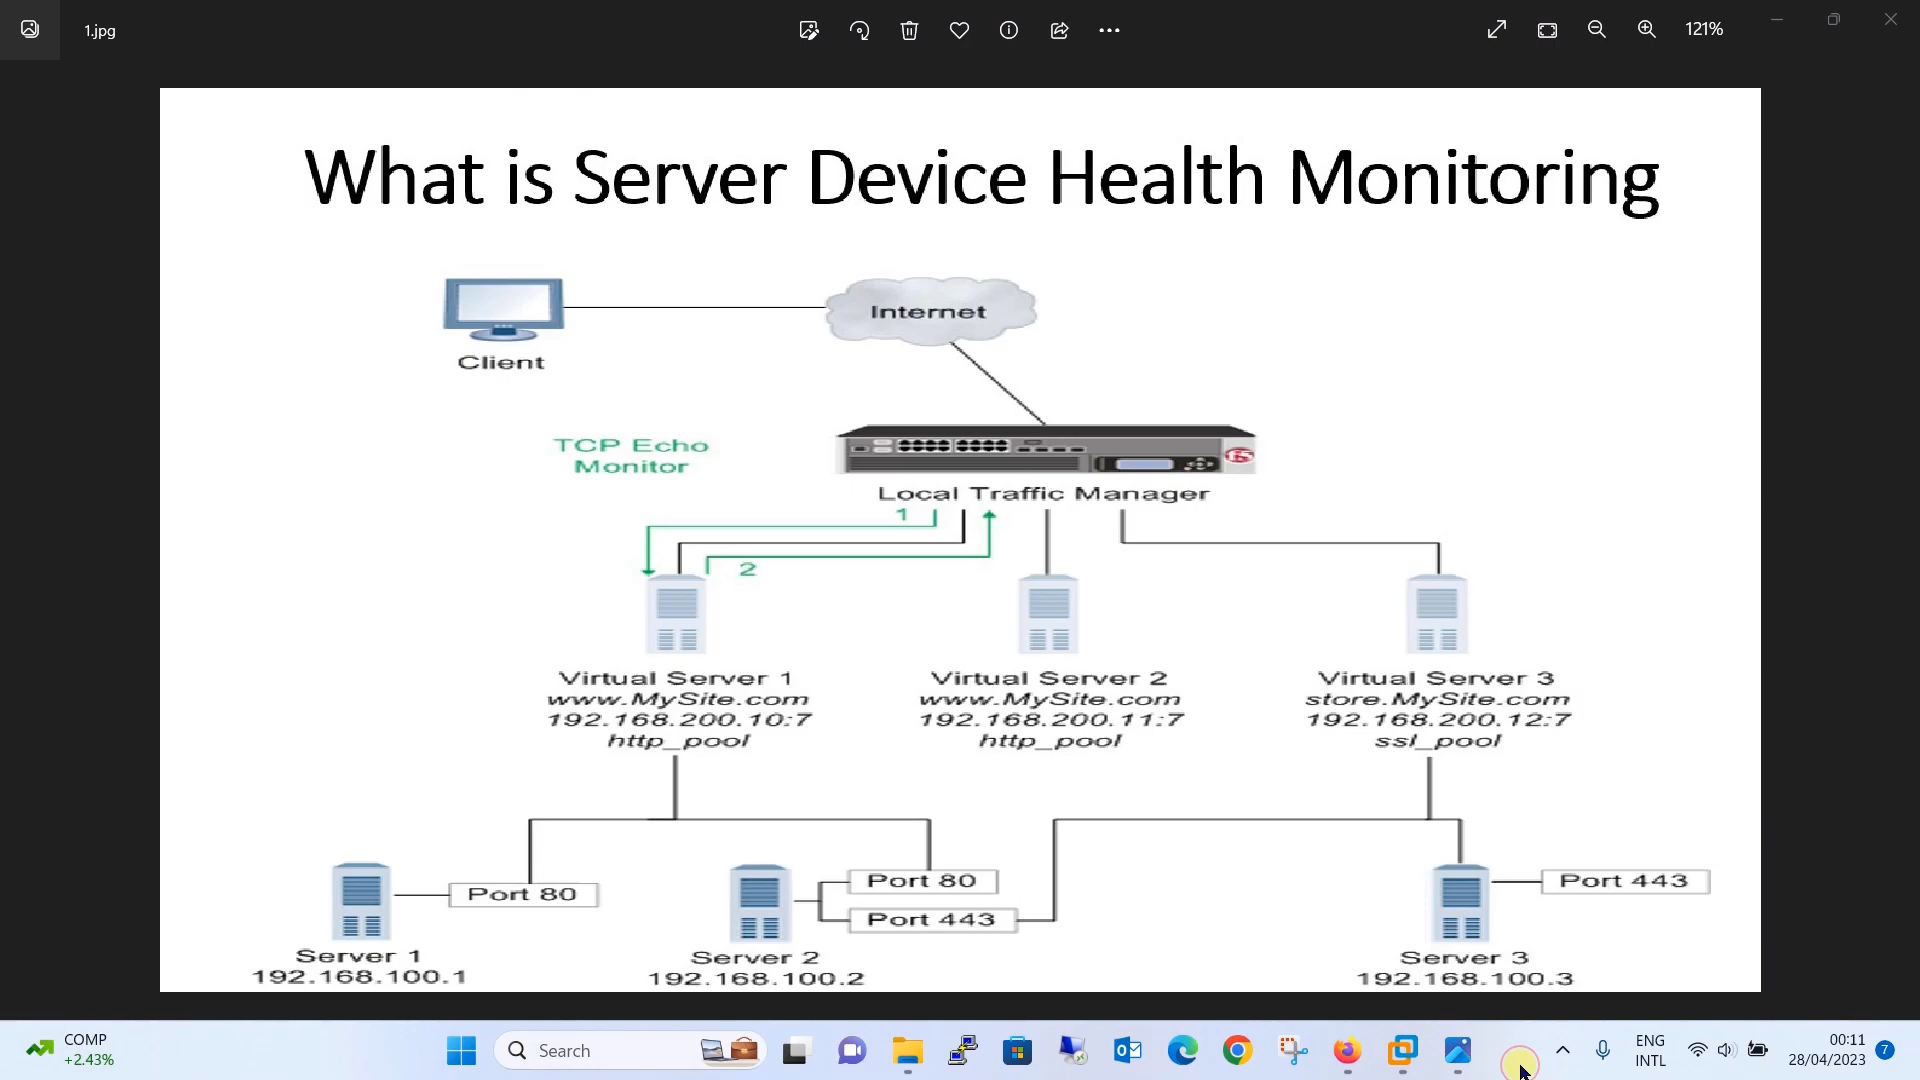 1.jpg
121%
What is Server Device Health Monitoring
Internet
Client
TCP Echo
Monitor
f5
Local Traffic Manager
1
2
Virtual Server 1
www.MySite.com
192.168.200.10:7
http_pool
Virtual Server 2
www.MySite.com
192.168.200.11:7
http_pool
Virtual Server 3
store.MySite.com
192.168.200.12:7
ssl_pool
Port 80
Port 80
Port 443
Port 443
Server 1
192.168.100.1
Server 2
192.168.100.2
Server 3
192.168.100.3
COMP
+2.43%
Search
ENG
INTL
00:11
28/04/2023
7